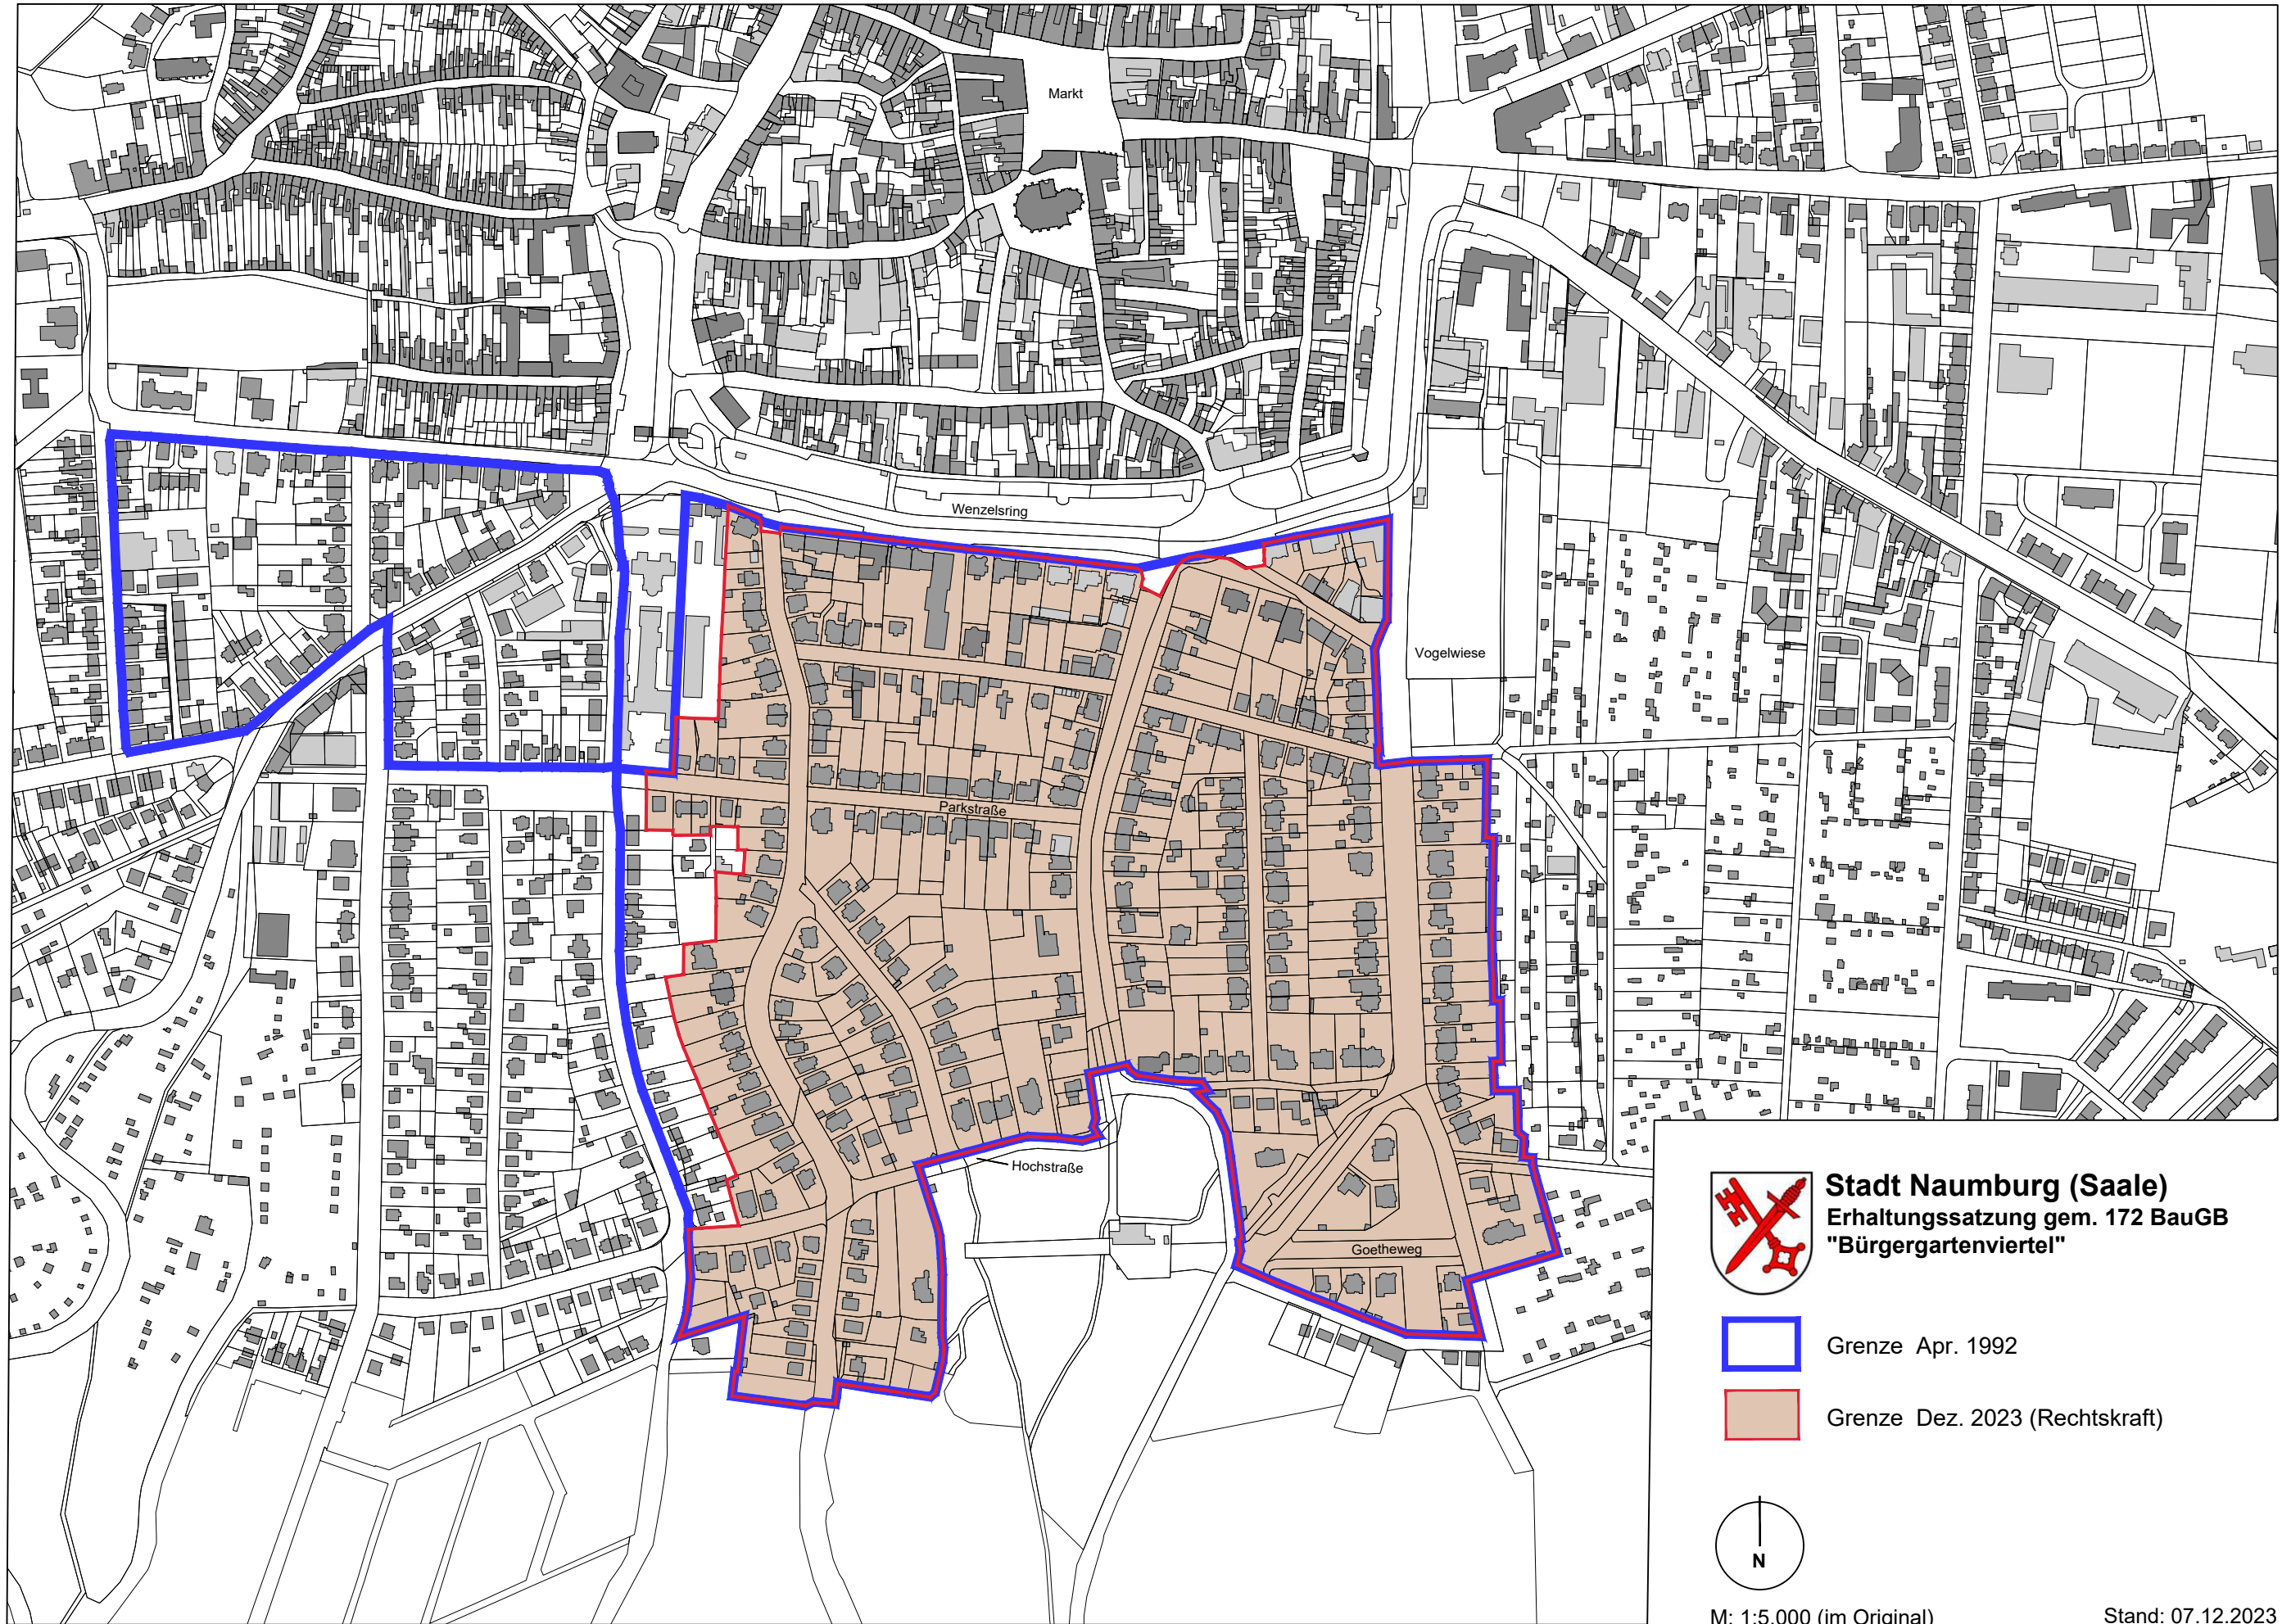 Markt
Wenzelsring
Vogelwiese
Parkstraße
Hochstraße
Goetheweg
Stadt Naumburg (Saale)
Erhaltungssatzung gem. 172 BauGB
"Bürgergartenviertel"
Grenze Apr. 1992
Grenze Dez. 2023 (Rechtskraft)
N
M: 1:5.000 (im Original)
Stand: 07.12.2023